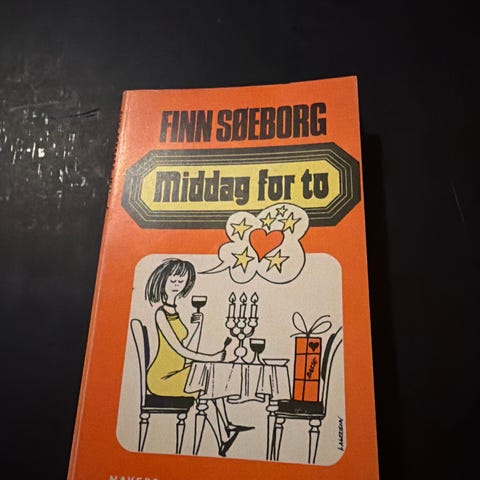 FINN SØEBORG
Middag for to